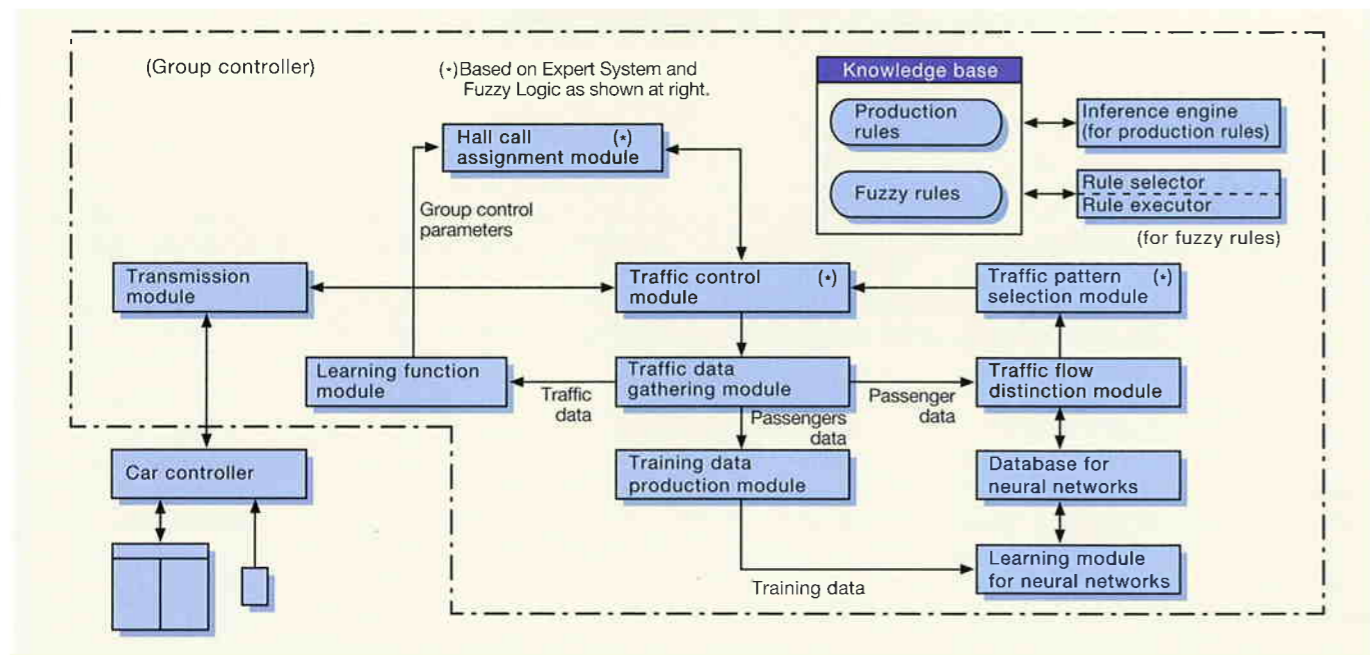 (Group controller)
(*)Based on Expert System and
Fuzzy Logic as shown at right.
Knowledge base
Production
rules
Inference engine
(for production rules)
Fuzzy rules
Rule selector
Rule executor
(for fuzzy rules)
Hall call (*)
assignment module
Group control
parameters
Transmission
module
Traffic control (*)
module
Traffic pattern (*)
selection module
Learning function
module
Traffic
data
Traffic data
gathering module
Passenger
data
Traffic flow
distinction module
Passengers
data
Car controller
Training data
production module
Database for
neural networks
Training data
Learning module
for neural networks